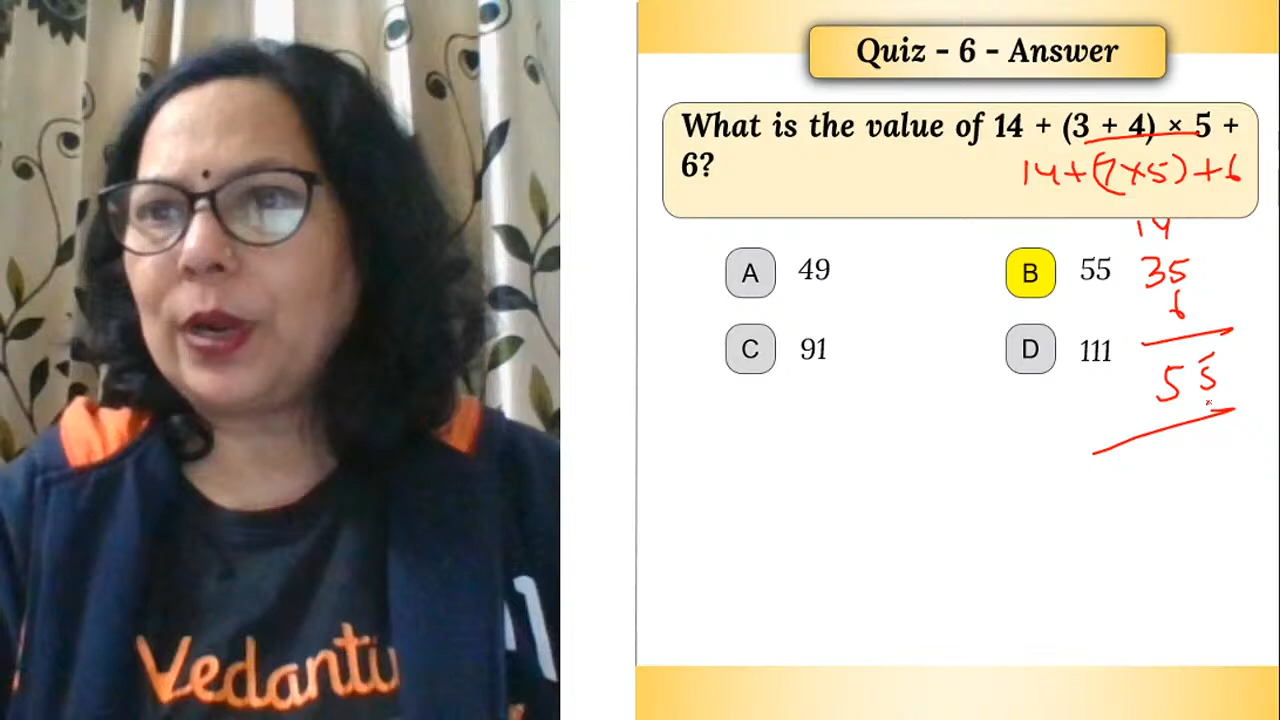 Quiz - 6 - Answer
What is the value of 14 + (3 + 4) × 5 +
6?
14+(7×5)+6
14
A 49
B 55
35
6
C 91
D 111
55
Vedantu